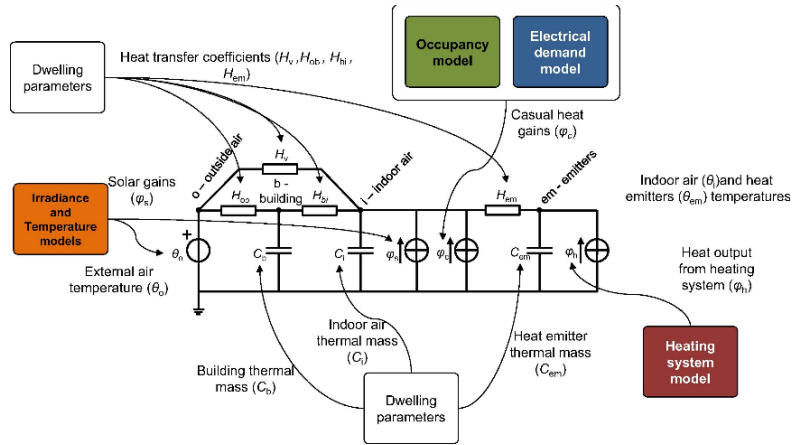 Heat transfer coefficients (Hv ,Hob, Hhi ,
Hem)
Dwelling
parameters
Occupancy
model
Electrical
demand
model
Casual heat
gains (φc)
o – outside air
Hv
b -
building
i – indoor air
em - emitters
Solar gains
(φs)
Irradiance
and
Temperature
models
Hob
Hbi
Hem
Indoor air (θi)and heat
emitters (θem) temperatures
+
θo
Cb
Ci
φs
φc
Cem
φh
External air
temperature (θo)
Heat output
from heating
system (φh)
Indoor air
thermal mass
(Ci)
Heat emitter
thermal mass
(Cem)
Building thermal
mass (Cb)
Dwelling
parameters
Heating
system
model